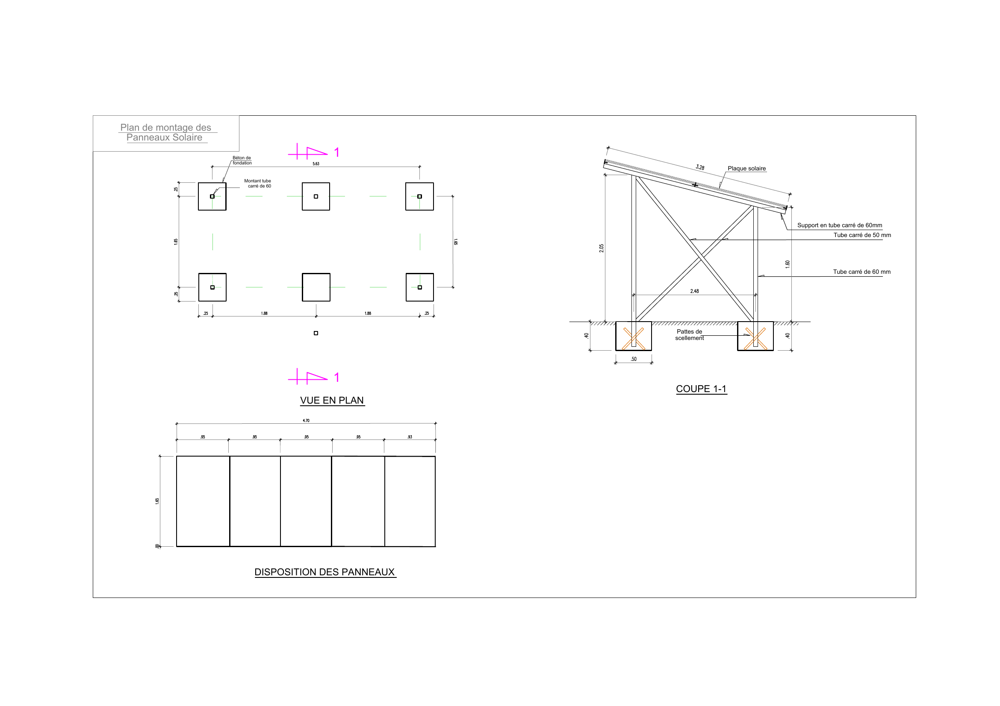 Plan de montage des
Panneaux Solaire
1
Béton de
fondation
5.63
Montant tube
carré de 60
.25
1.65
1.65
.25
.25
1.88
1.88
.25
1
VUE EN PLAN
3.28
Plaque solaire
Support en tube carré de 60mm
Tube carré de 50 mm
2.05
1.60
Tube carré de 60 mm
2.48
Pattes de
scellement
.40
.40
.50
COUPE 1-1
4.70
.95
.95
.95
.95
.93
1.65
.00
DISPOSITION DES PANNEAUX